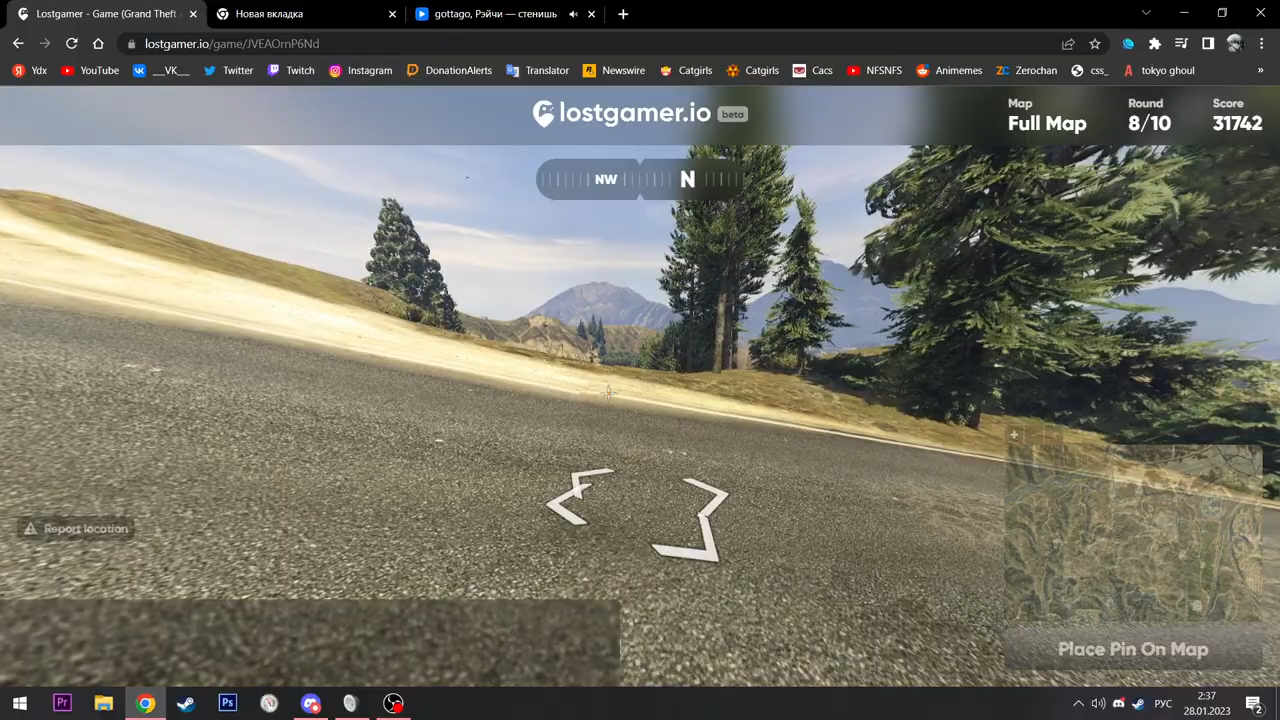 Lostgamer - Game (Grand Theft
Новая вкладка
gottago, Рэйчи — стенишь
lostgamer.io/game/JVEAOrnP6Nd
Ydx
YouTube
___VK__
Twitter
Twitch
Instagram
DonationAlerts
Translator
Newswire
Catgirls
Catgirls
Cacs
NFSNFS
Animemes
Zerochan
css_
tokyo ghoul
»
lostgamer.io beta
Map
Full Map
Round
8/10
Score
31742
NW
N
Report location
Place Pin On Map
РУС
2:37
28.01.2023
2